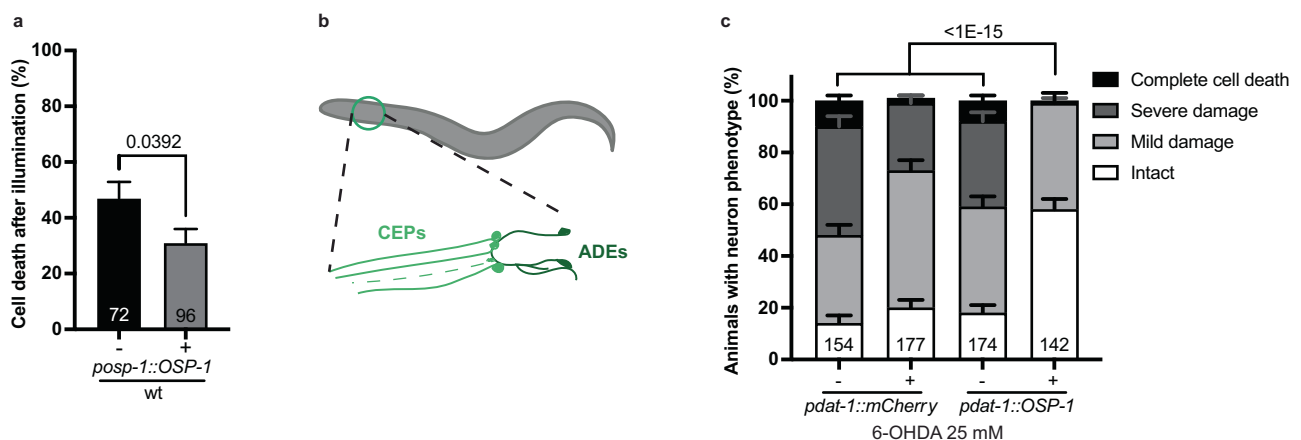 a
Cell death after illumination (%)
100
80
60
40
20
0
0.0392
72
96
- +
posp-1::OSP-1
wt
b
CEPs
ADEs
c
Animals with neuron phenotype (%)
100
80
60
40
20
0
<1E-15
Complete cell death
Severe damage
Mild damage
Intact
154 177 174 142
- + - +
pdat-1::mCherry pdat-1::OSP-1
6-OHDA 25 mM